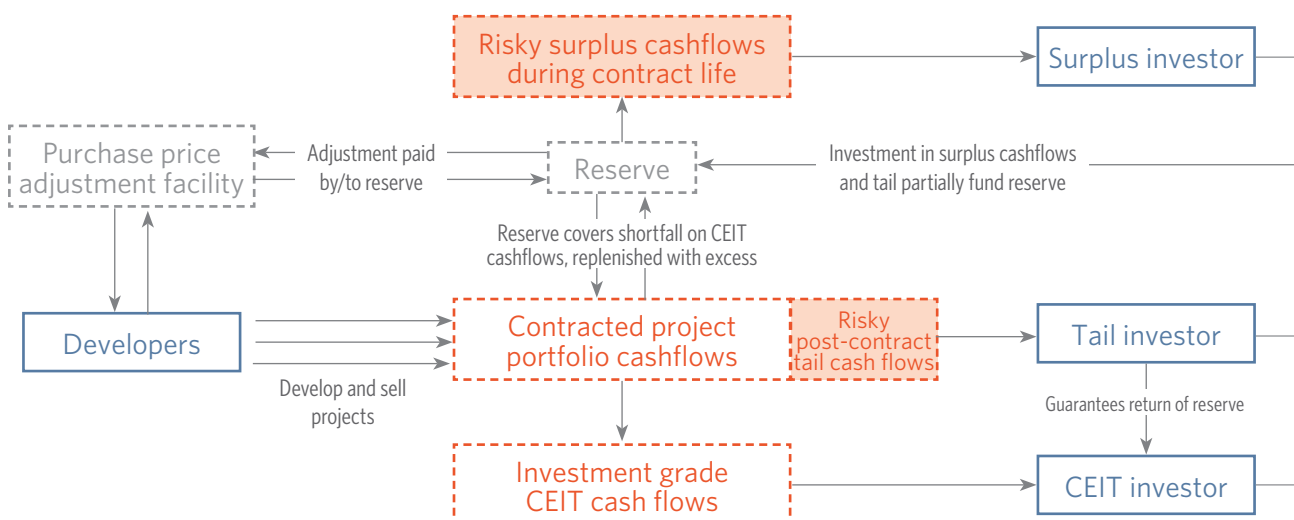 Risky surplus cashflows
during contract life
Surplus investor
Purchase price
adjustment facility
Adjustment paid
by/to reserve
Reserve
Investment in surplus cashflows
and tail partially fund reserve
Reserve covers shortfall on CEIT
cashflows, replenished with excess
Developers
Develop and sell
projects
Contracted project
portfolio cashflows
Risky
post-contract
tail cash flows
Tail investor
Guarantees return of reserve
Investment grade
CEIT cash flows
CEIT investor